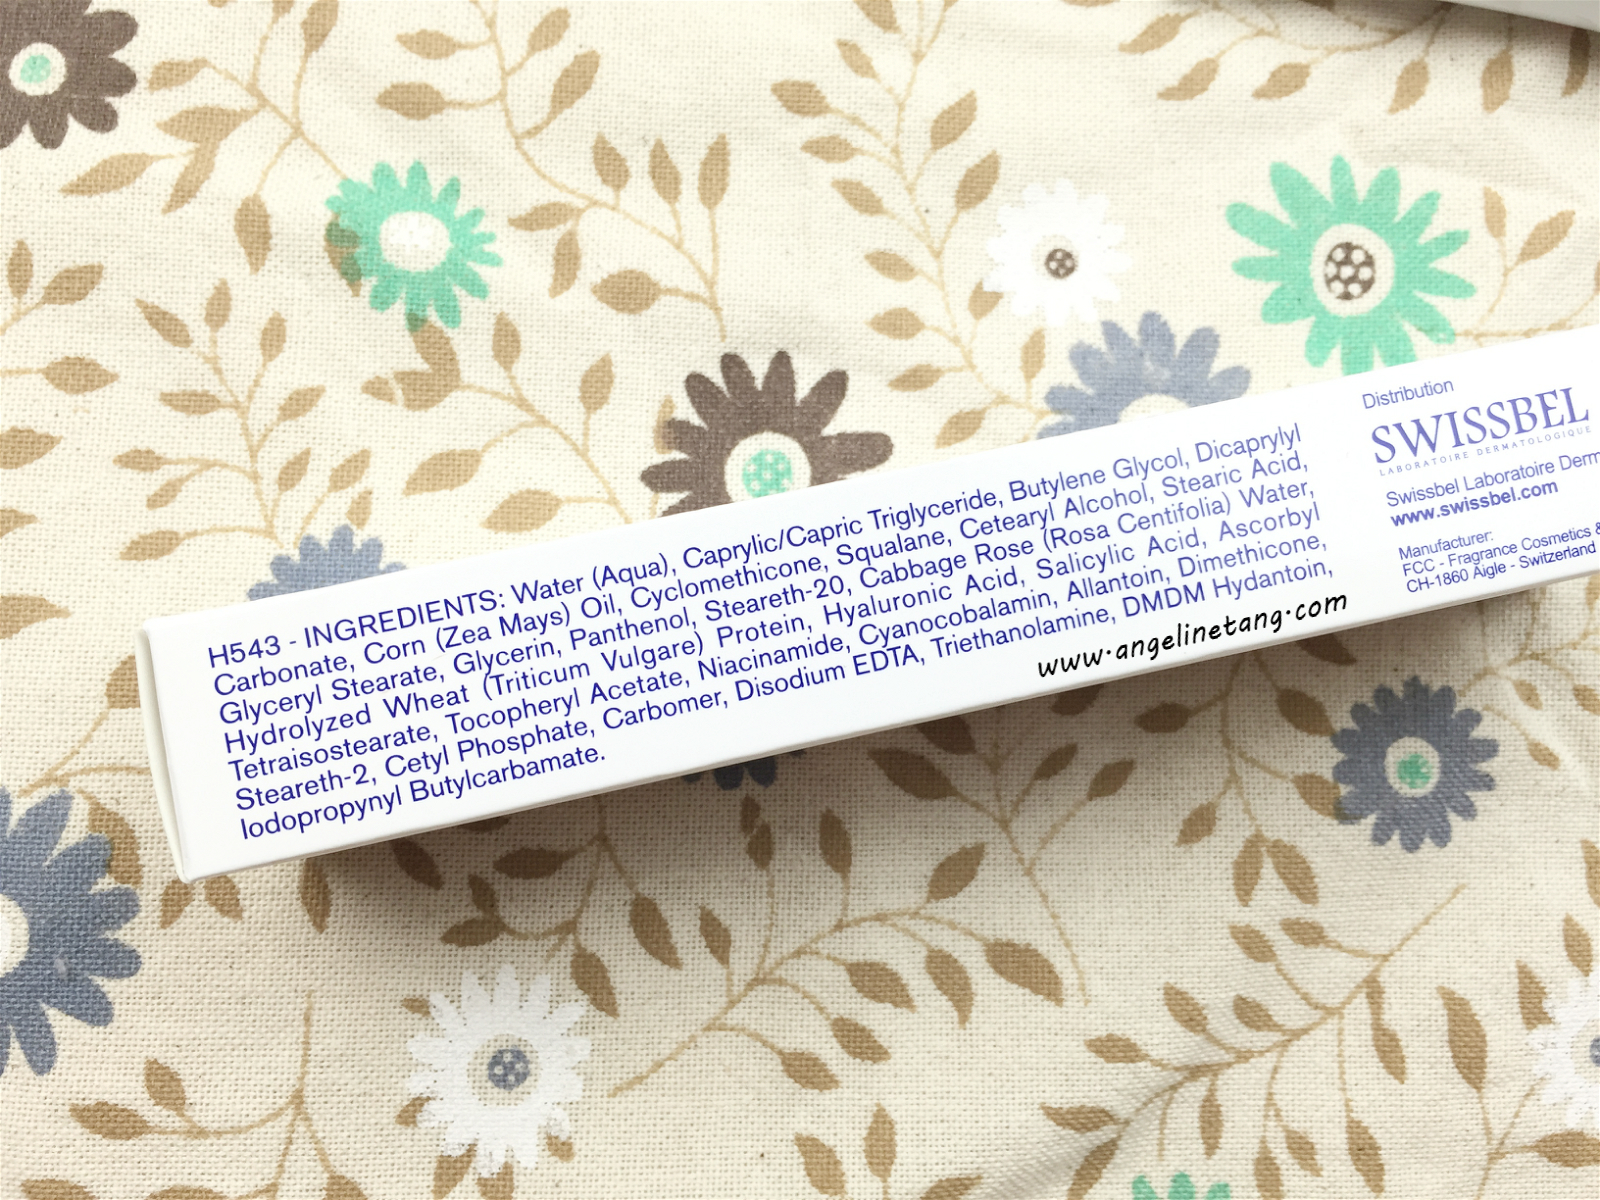 H543 - INGREDIENTS: Water (Aqua), Caprylic/Capric Triglyceride, Butylene Glycol, Dicaprylyl
Carbonate, Corn (Zea Mays) Oil, Cyclomethicone, Squalane, Cetearyl Alcohol, Stearic Acid,
Glyceryl Stearate, Glycerin, Panthenol, Steareth-20, Cabbage Rose (Rosa Centifolia) Water,
Hydrolyzed Wheat (Triticum Vulgare) Protein, Hyaluronic Acid, Salicylic Acid, Ascorbyl
Tetraisostearate, Tocopheryl Acetate, Niacinamide, Cyanocobalamin, Allantoin, Dimethicone,
Steareth-2, Cetyl Phosphate, Carbomer, Disodium EDTA, Triethanolamine, DMDM Hydantoin,
Iodopropynyl Butylcarbamate.
www.angelinetang.com
Distribution
SWISSBEL
LABORATOIRE DERMATOLOGIQUE
Swissbel Laboratoire Derm
www.swissbel.com
Manufacturer:
FCC - Fragrance Cosmetics &
CH-1860 Aigle - Switzerland